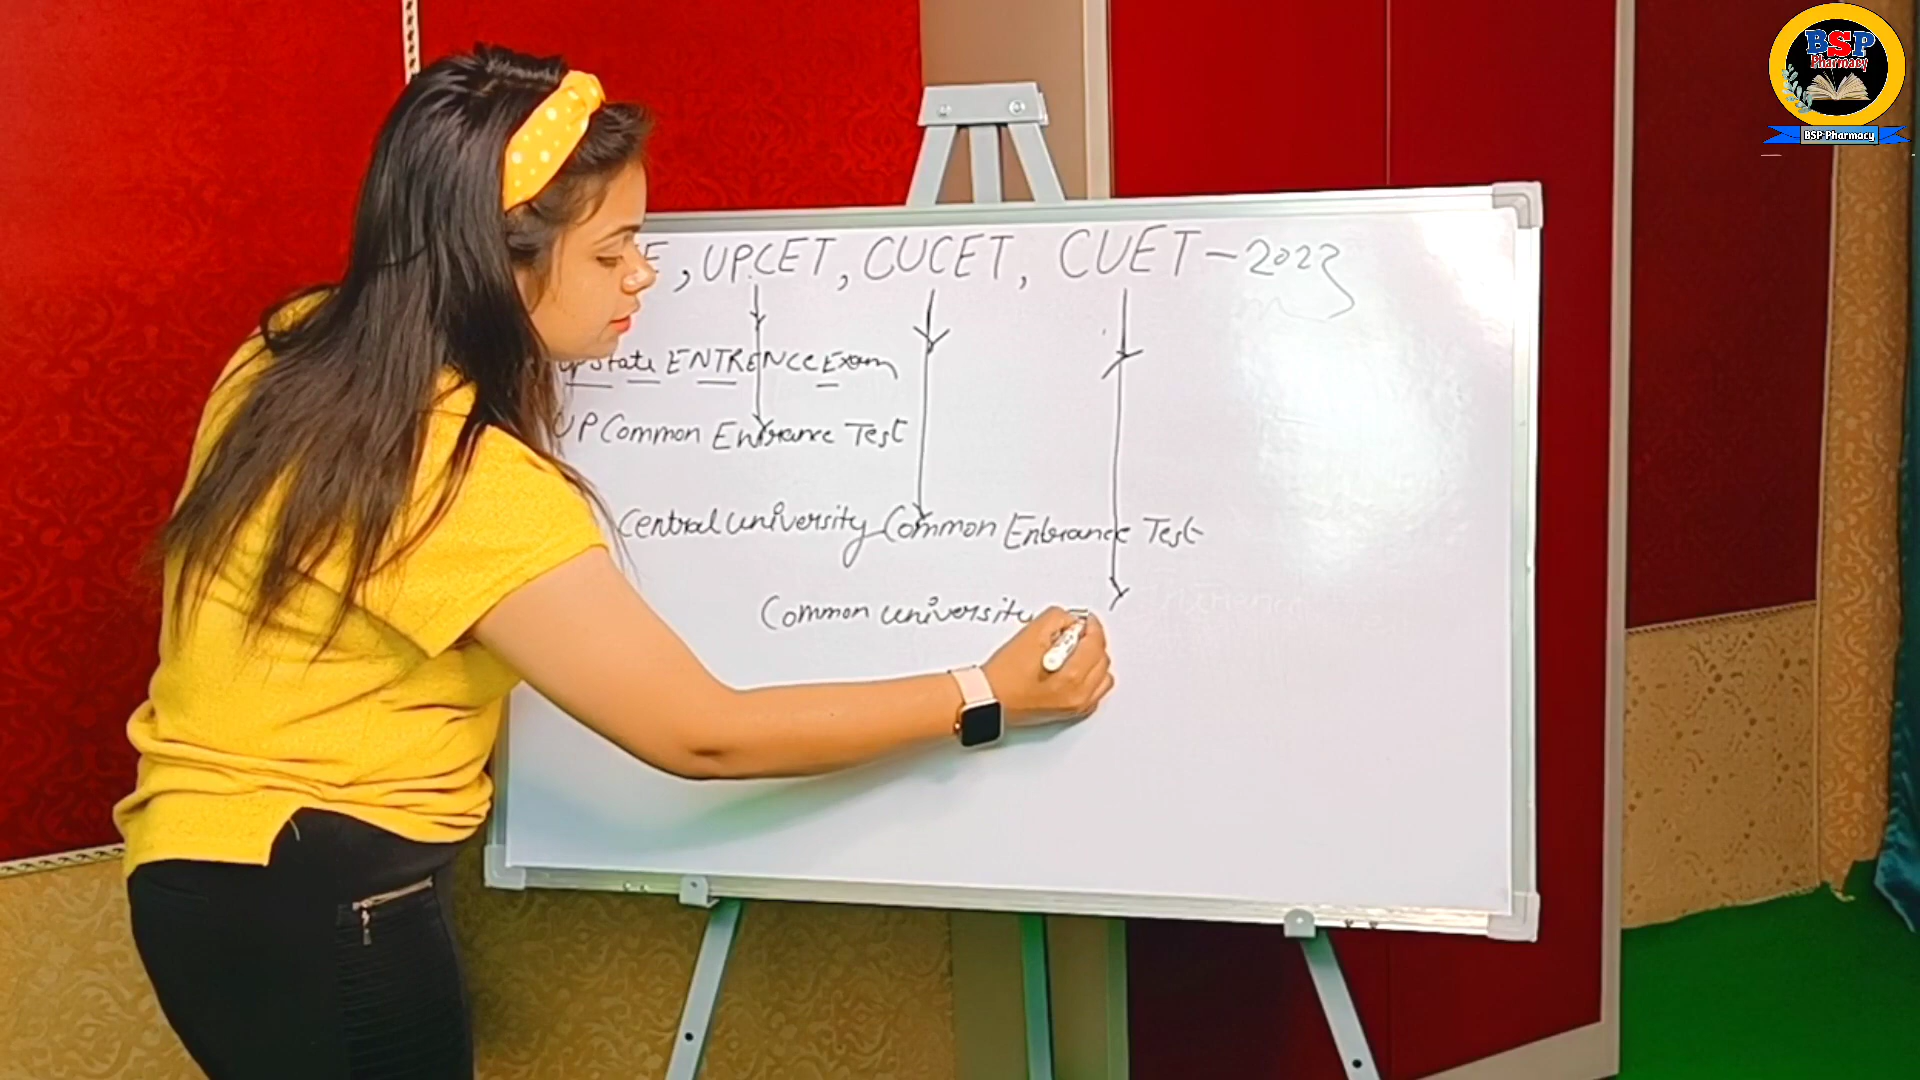 BSP
Pharmacy
BSP-Pharmacy
E, UPCET, CUCET, CUET - 2023
UP State ENTRENCE Exam
UP Common Entrance Test
Central University Common Entrance Test
Common University